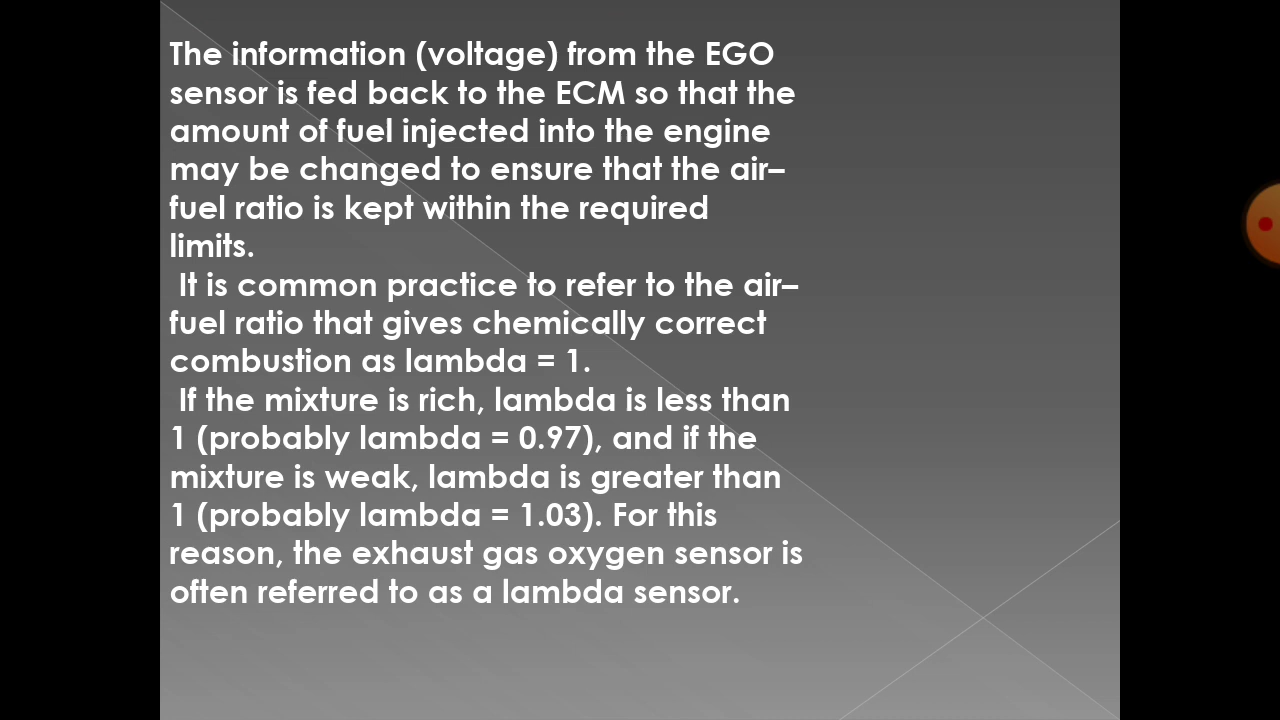 The information (voltage) from the EGO
sensor is fed back to the ECM so that the
amount of fuel injected into the engine
may be changed to ensure that the air–
fuel ratio is kept within the required
limits.
It is common practice to refer to the air–
fuel ratio that gives chemically correct
combustion as lambda = 1.
If the mixture is rich, lambda is less than
1 (probably lambda = 0.97), and if the
mixture is weak, lambda is greater than
1 (probably lambda = 1.03). For this
reason, the exhaust gas oxygen sensor is
often referred to as a lambda sensor.